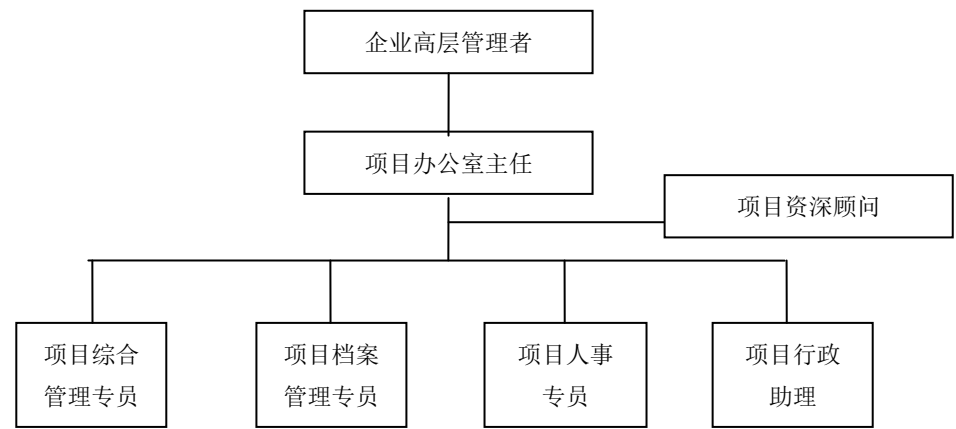 企业高层管理者
项目办公室主任
项目资深顾问
项目综合
管理专员
项目档案
管理专员
项目人事
专员
项目行政
助理